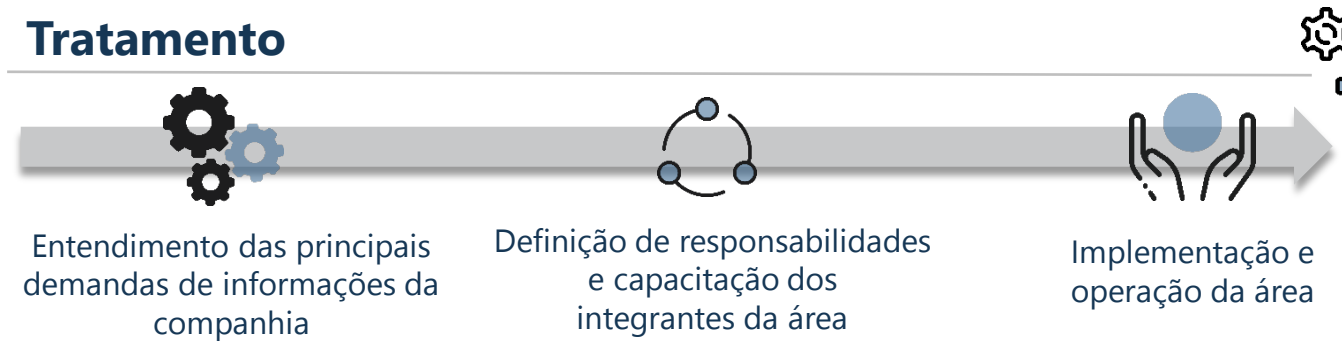 Tratamento
Entendimento das principais
demandas de informações da
companhia
Definição de responsabilidades
e capacitação dos
integrantes da área
Implementação e
operação da área